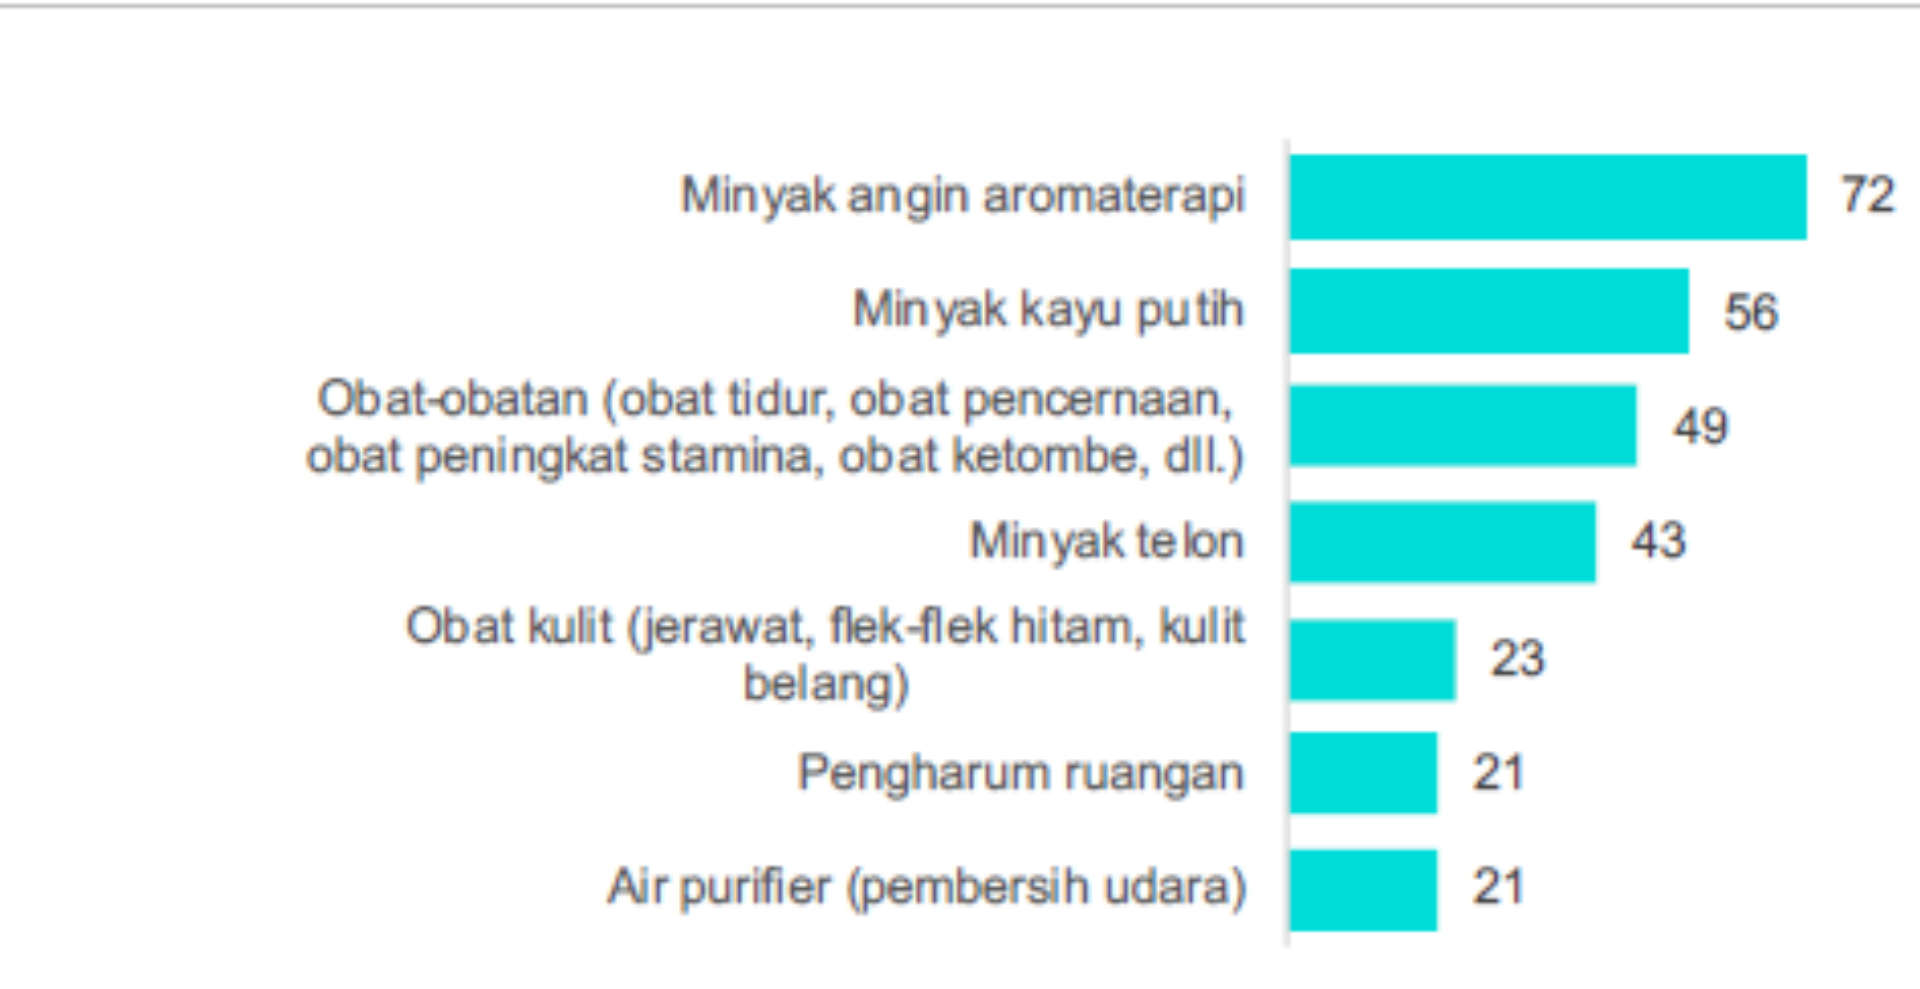 Minyak angin aromaterapi 72
Minyak kayu putih 56
Obat-obatan (obat tidur, obat pencernaan,
obat peningkat stamina, obat ketombe, dll.) 49
Minyak telon 43
Obat kulit (jerawat, flek-flek hitam, kulit
belang) 23
Pengharum ruangan 21
Air purifier (pembersih udara) 21